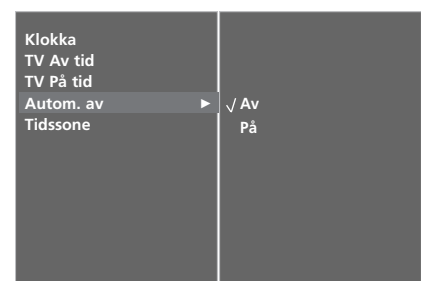 Klokka
TV Av tid
TV På tid
Autom. av ►
Tidssone
√ Av
På